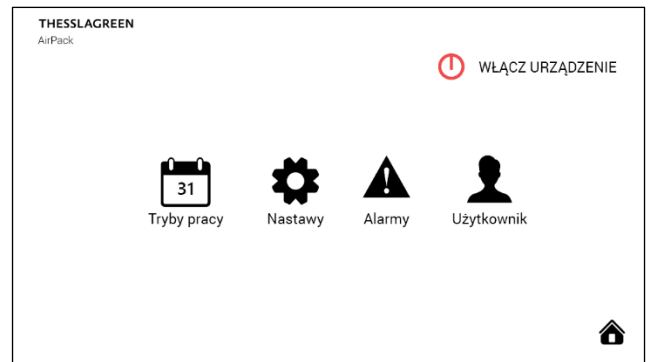 THESSLAGREEN
AirPack
WŁĄCZ URZĄDZENIE
31
Tryby pracy
Nastawy
Alarmy
Użytkownik